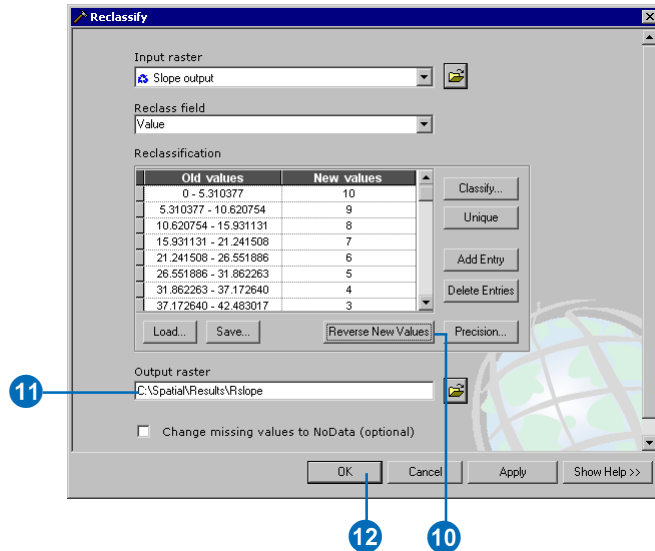 Reclassify
Input raster
Slope output
Reclass field
Value
Reclassification
Old values New values
0 - 5.310377 10
5.310377 - 10.620754 9
10.620754 - 15.931131 8
15.931131 - 21.241508 7
21.241508 - 26.551886 6
26.551886 - 31.862263 5
31.862263 - 37.172640 4
37.172640 - 42.483017 3
Classify...
Unique
Add Entry
Delete Entries
Load... Save... Reverse New Values Precision...
Output raster
11 C:\Spatial\Results\Rslope
Change missing values to NoData (optional)
OK Cancel Apply Show Help >>
12 10